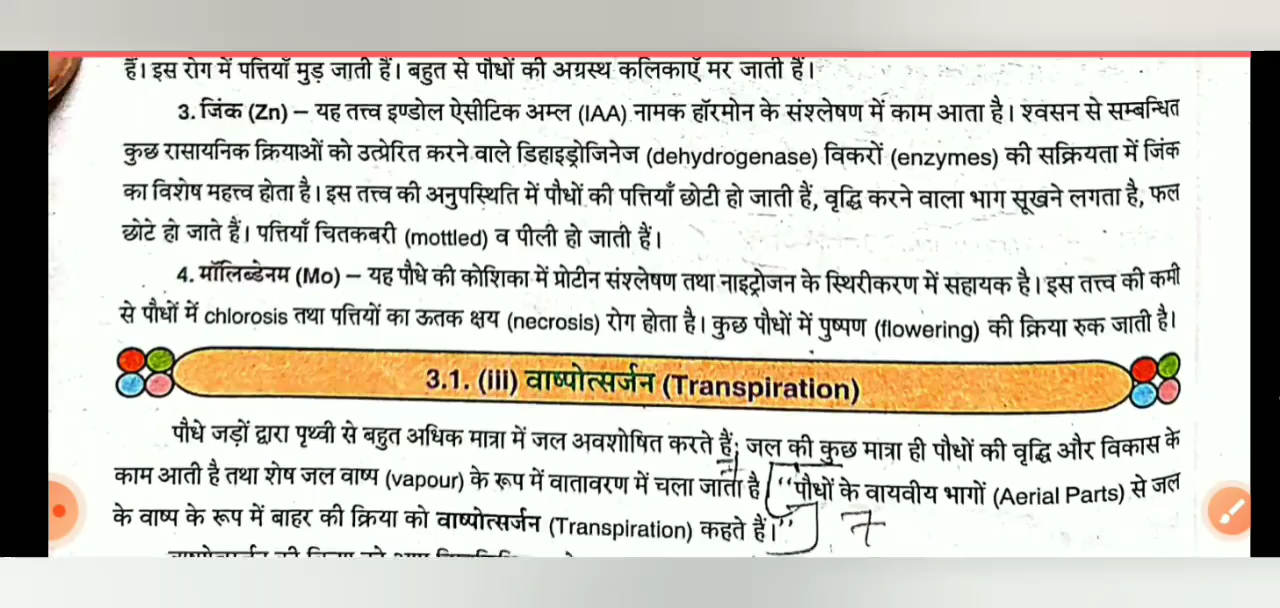 हैं। इस रोग में पत्तियाँ मुड़ जाती हैं। बहुत से पौधों की अग्रस्थ कलिकाएँ मर जाती हैं।
3. जिंक (Zn) – यह तत्त्व इण्डोल ऐसीटिक अम्ल (IAA) नामक हॉरमोन के संश्लेषण में काम आता है। श्वसन से सम्बन्धित
कुछ रासायनिक क्रियाओं को उत्प्रेरित करने वाले डिहाइड्रोजिनेज (dehydrogenase) विकरों (enzymes) की सक्रियता में जिंक
का विशेष महत्त्व होता है। इस तत्त्व की अनुपस्थिति में पौधों की पत्तियाँ छोटी हो जाती हैं, वृद्धि करने वाला भाग सूखने लगता है, फल
छोटे हो जाते हैं। पत्तियाँ चितकबरी (mottled) व पीली हो जाती हैं।
4. मॉलिब्डेनम (Mo) – यह पौधे की कोशिका में प्रोटीन संश्लेषण तथा नाइट्रोजन के स्थिरीकरण में सहायक है। इस तत्त्व की कमी
से पौधों में chlorosis तथा पत्तियों का ऊतक क्षय (necrosis) रोग होता है। कुछ पौधों में पुष्पण (flowering) की क्रिया रुक जाती है।
3.1. (iii) वाष्पोत्सर्जन (Transpiration)
पौधे जड़ों द्वारा पृथ्वी से बहुत अधिक मात्रा में जल अवशोषित करते हैं; जल की कुछ मात्रा ही पौधों की वृद्धि और विकास के
काम आती है तथा शेष जल वाष्प (vapour) के रूप में वातावरण में चला जाता है। "पौधों के वायवीय भागों (Aerial Parts) से जल
के वाष्प के रूप में बाहर की क्रिया को वाष्पोत्सर्जन (Transpiration) कहते हैं।"